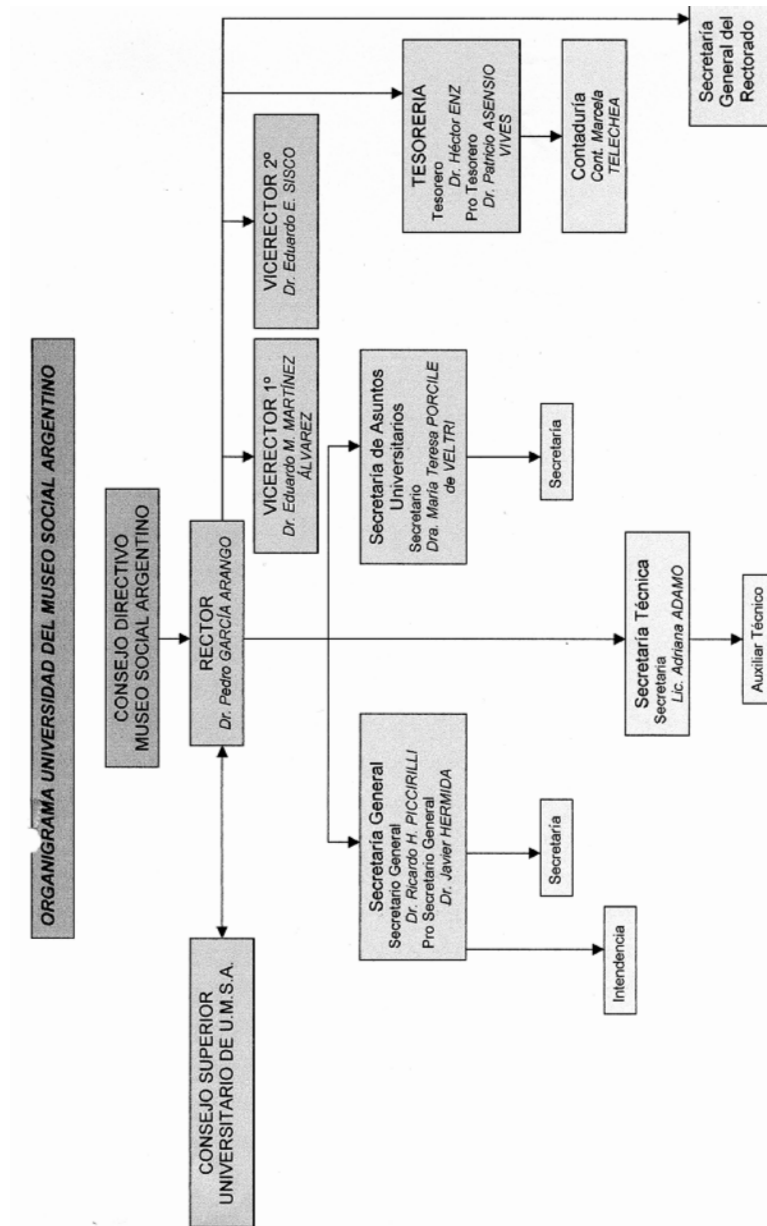 ORGANIGRAMA UNIVERSIDAD DEL MUSEO SOCIAL ARGENTINO
CONSEJO DIRECTIVO
MUSEO SOCIAL ARGENTINO
CONSEJO SUPERIOR
UNIVERSITARIO DE U.M.S.A.
RECTOR
Dr. Pedro GARCÍA ARANGO
VICERECTOR 1º
Dr. Eduardo M. MARTÍNEZ
ÁLVAREZ
VICERECTOR 2º
Dr. Eduardo E. SISCO
Secretaría General
Secretario General
Dr. Ricardo H. PICCIRILLI
Pro Secretario General
Dr. Javier HERMIDA
Secretaría de Asuntos
Universitarios
Secretario
Dra. María Teresa PORCILE
de VELTRI
TESORERIA
Tesorero
Dr. Héctor ENZ
Pro Tesorero
Dr. Patricio ASENSIO
VIVES
Contaduría
Cont. Marcela
TELECHEA
Secretaría
General del
Rectorado
Secretaría
Secretaría
Intendencia
Secretaría Técnica
Secretaría
Lic. Adriana ADAMO
Auxiliar Técnico